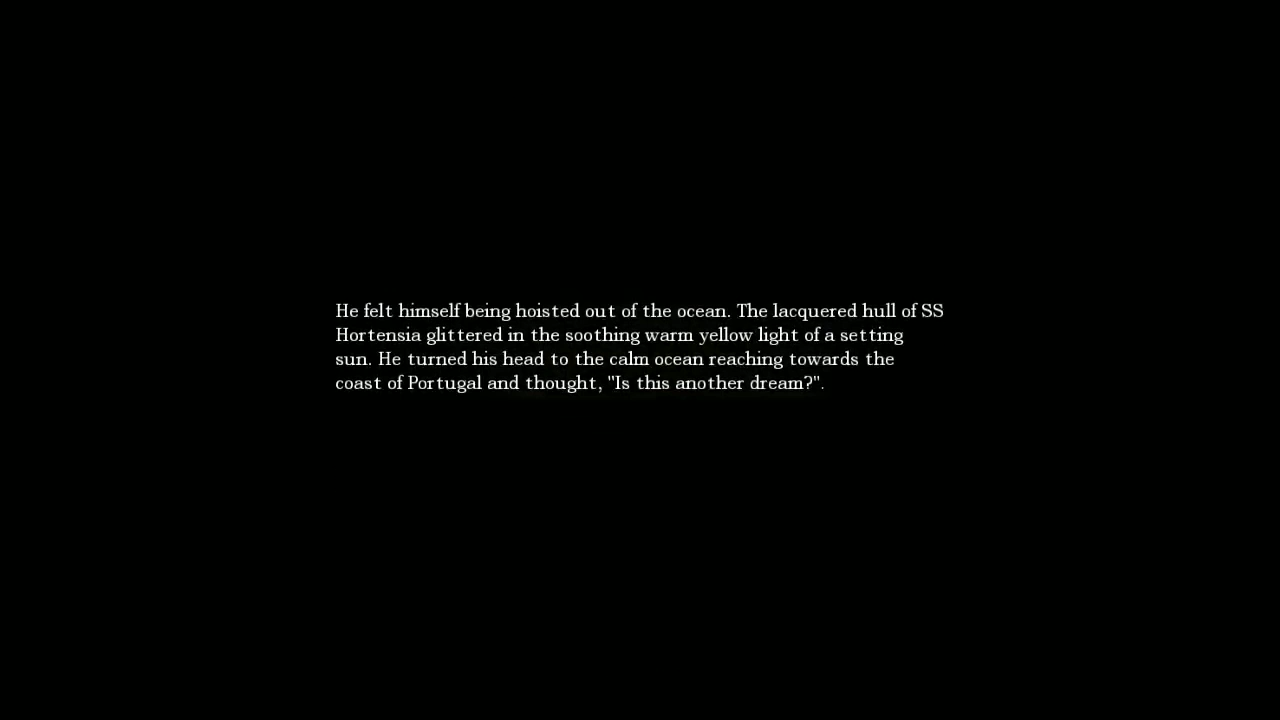 He felt himself being hoisted out of the ocean. The lacquered hull of SS
Hortensia glittered in the soothing warm yellow light of a setting
sun. He turned his head to the calm ocean reaching towards the
coast of Portugal and thought, "Is this another dream?".